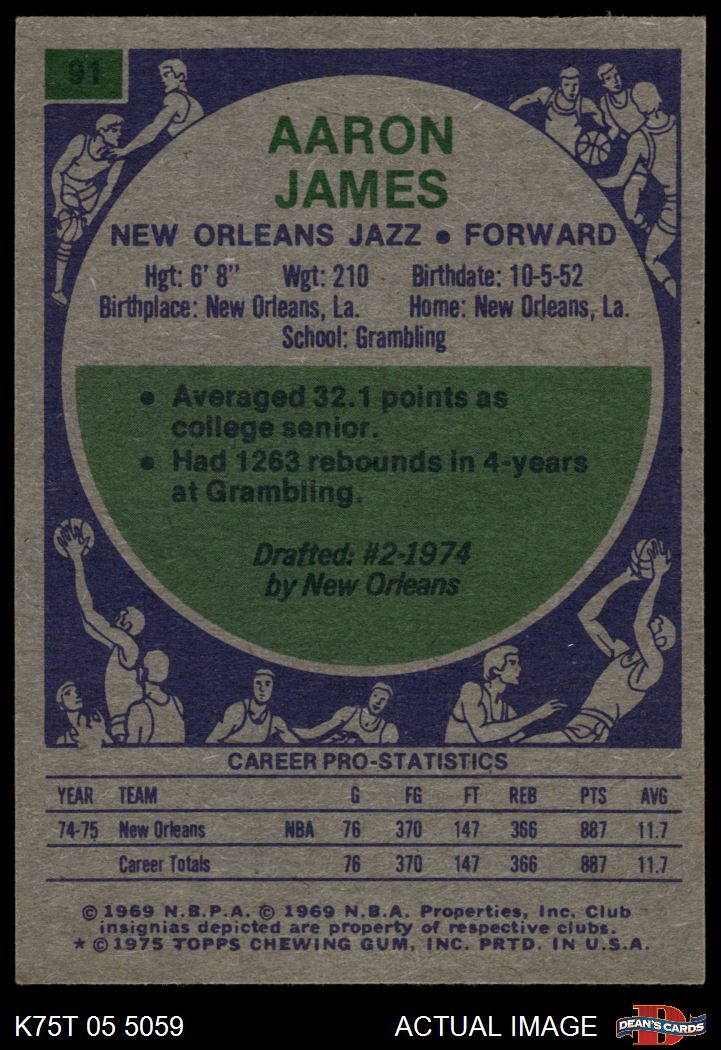 91
AARON
JAMES
NEW ORLEANS JAZZ • FORWARD
Hgt: 6' 8" Wgt: 210 Birthdate: 10-5-52
Birthplace: New Orleans, La. Home: New Orleans, La.
School: Grambling
• Averaged 32.1 points as
college senior.
• Had 1263 rebounds in 4-years
at Grambling.
Drafted: #2-1974
by New Orleans
CAREER PRO-STATISTICS
YEAR TEAM G FG FT REB PTS AVG
74-75 New Orleans NBA 76 370 147 366 887 11.7
Career Totals 76 370 147 366 887 11.7
© 1969 N.B.P.A. © 1969 N.B.A. Properties, Inc. Club
insignias depicted are property of respective clubs.
* © 1975 TOPPS CHEWING GUM, INC. PRTD. IN U.S.A.
K75T 05 5059 ACTUAL IMAGE D DEAN'S CARDS